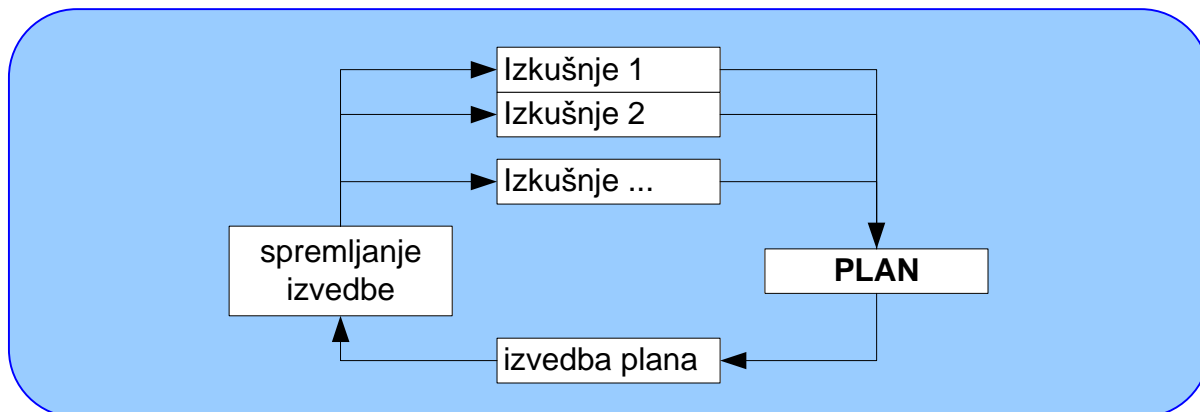 Izkušnje 1
Izkušnje 2
Izkušnje ...
spremljanje
izvedbe
PLAN
izvedba plana